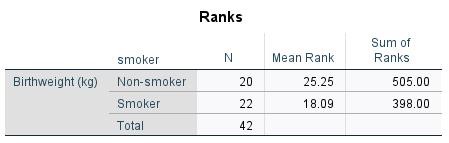 Ranks
smoker N Mean Rank Sum of Ranks
Birthweight (kg) Non-smoker 20 25.25 505.00
Smoker 22 18.09 398.00
Total 42